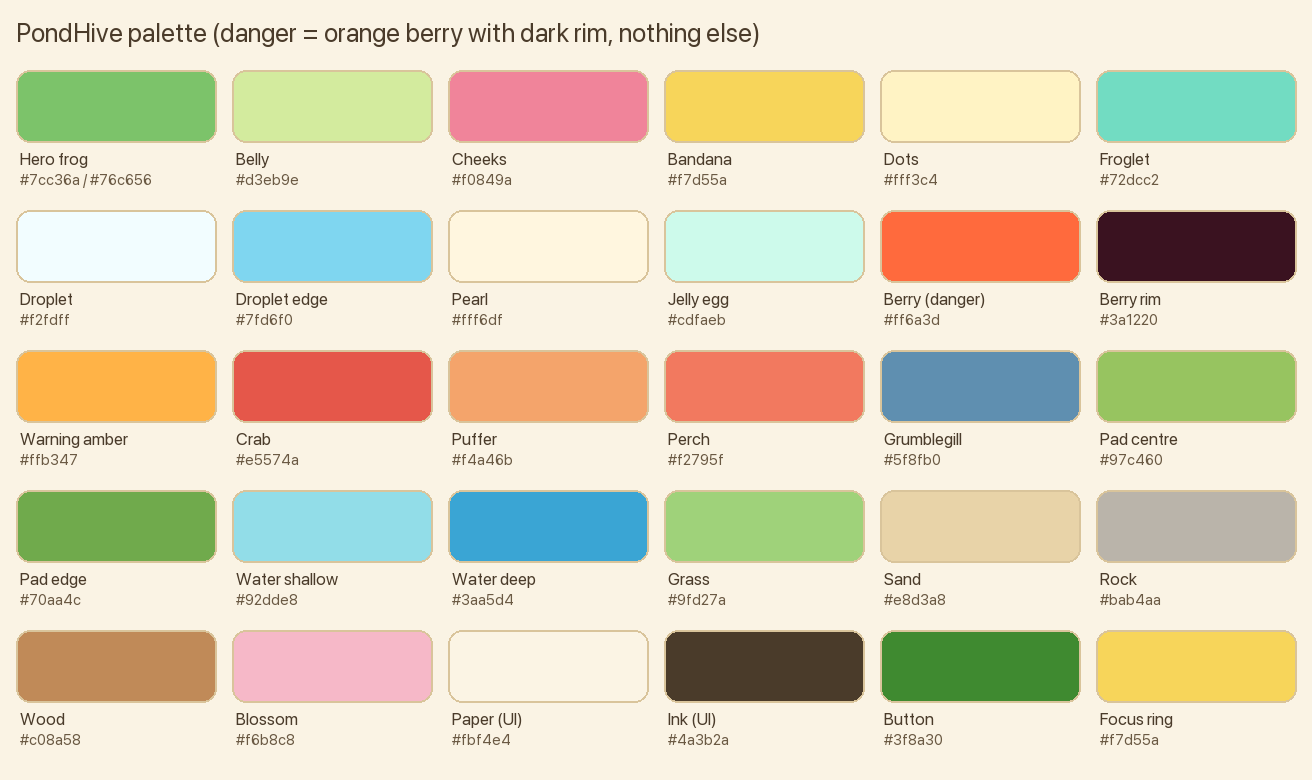 PondHive palette (danger = orange berry with dark rim, nothing else)
Hero frog
#7cc36a / #76c656
Belly
#d3eb9e
Cheeks
#f0849a
Bandana
#f7d55a
Dots
#fff3c4
Froglet
#72dcc2
Droplet
#f2fdff
Droplet edge
#7fd6f0
Pearl
#fff6df
Jelly egg
#cdfaeb
Berry (danger)
#ff6a3d
Berry rim
#3a1220
Warning amber
#ffb347
Crab
#e5574a
Puffer
#f4a46b
Perch
#f2795f
Grumblegill
#5f8fb0
Pad centre
#97c460
Pad edge
#70aa4c
Water shallow
#92dde8
Water deep
#3aa5d4
Grass
#9fd27a
Sand
#e8d3a8
Rock
#bab4aa
Wood
#c08a58
Blossom
#f6b8c8
Paper (UI)
#fbf4e4
Ink (UI)
#4a3b2a
Button
#3f8a30
Focus ring
#f7d55a